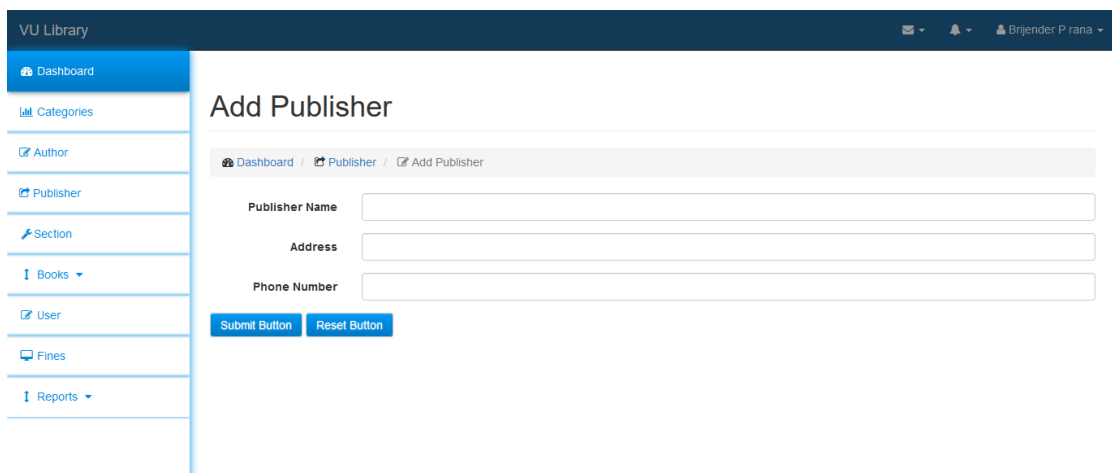 VU Library
Brijender P rana
Dashboard
Categories
Author
Publisher
Section
Books
User
Fines
Reports
Add Publisher
Dashboard / Publisher / Add Publisher
Publisher Name
Address
Phone Number
Submit Button Reset Button